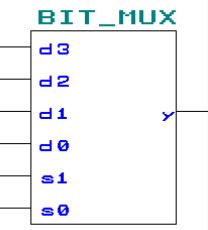 BIT_MUX
d3
d2
d1 y
d0
s1
s0